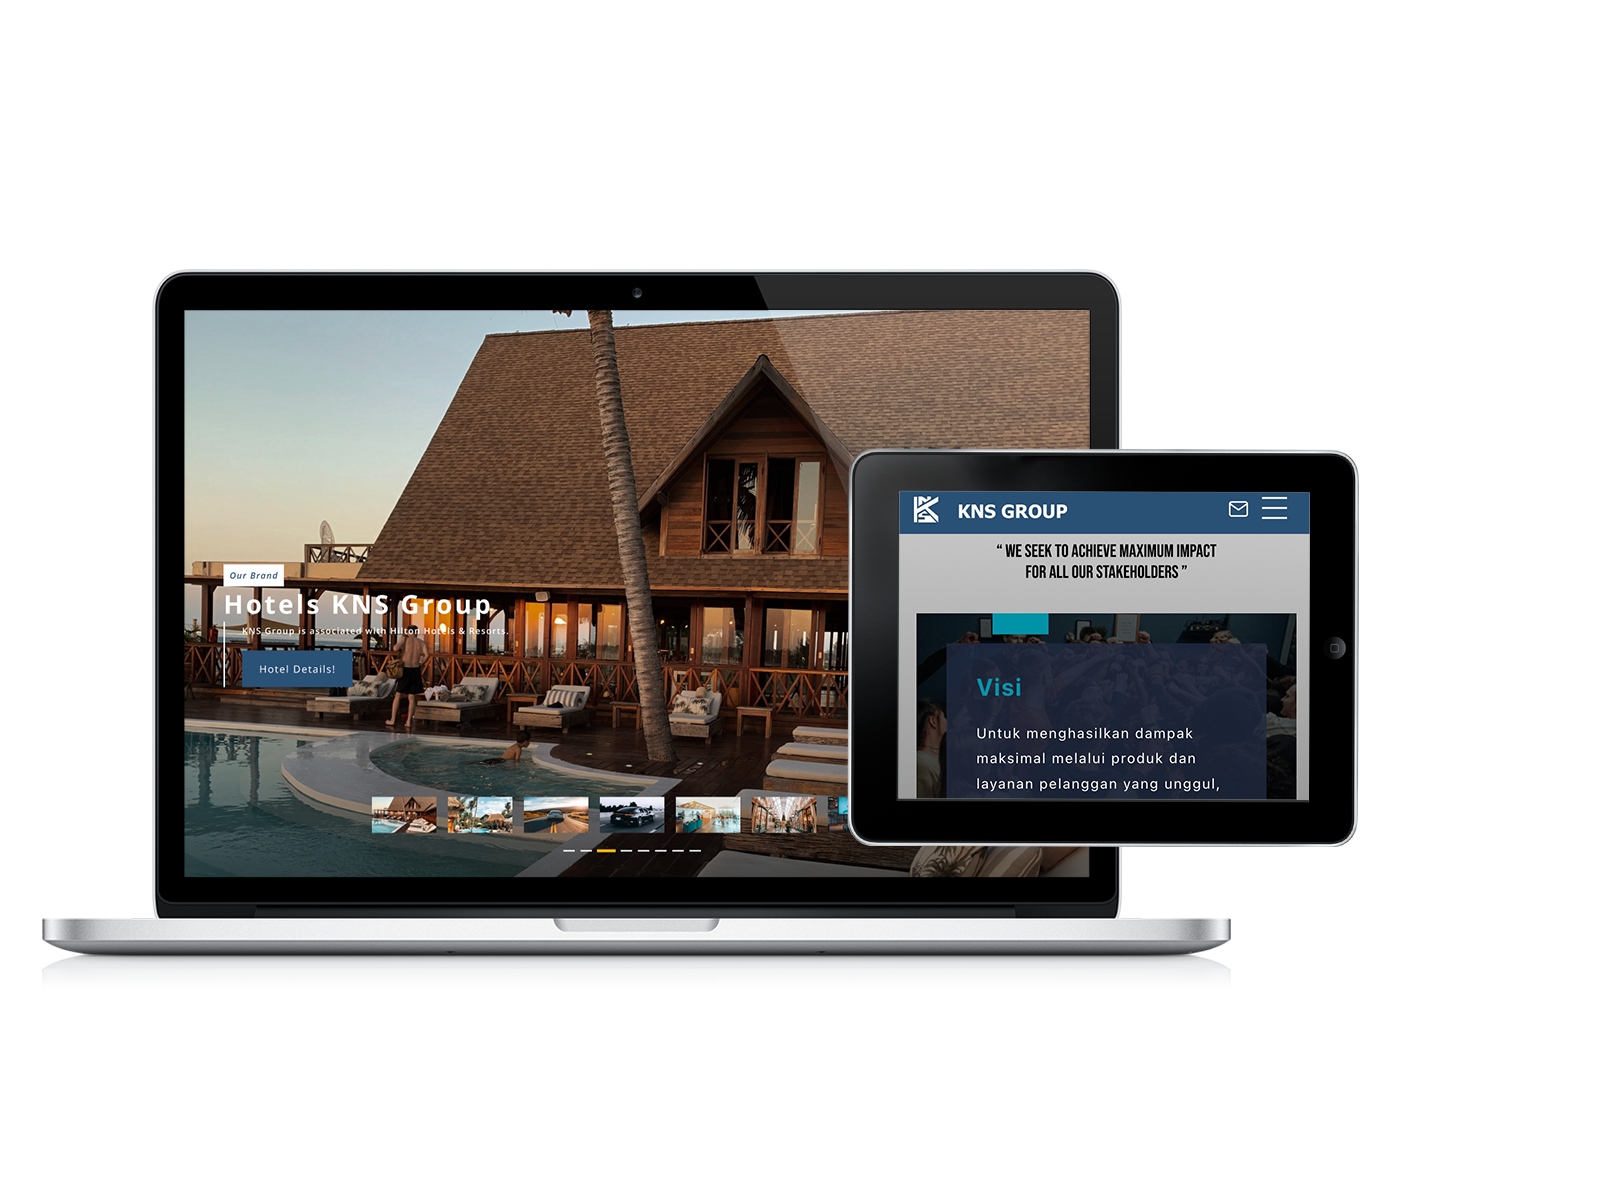 Our Brand
Hotels KNS Group
KNS Group is associated with Hilton Hotels & Resorts.
Hotel Details!
KNS GROUP
“ WE SEEK TO ACHIEVE MAXIMUM IMPACT
FOR ALL OUR STAKEHOLDERS ”
Visi
Untuk menghasilkan dampak
maksimal melalui produk dan
layanan pelanggan yang unggul,